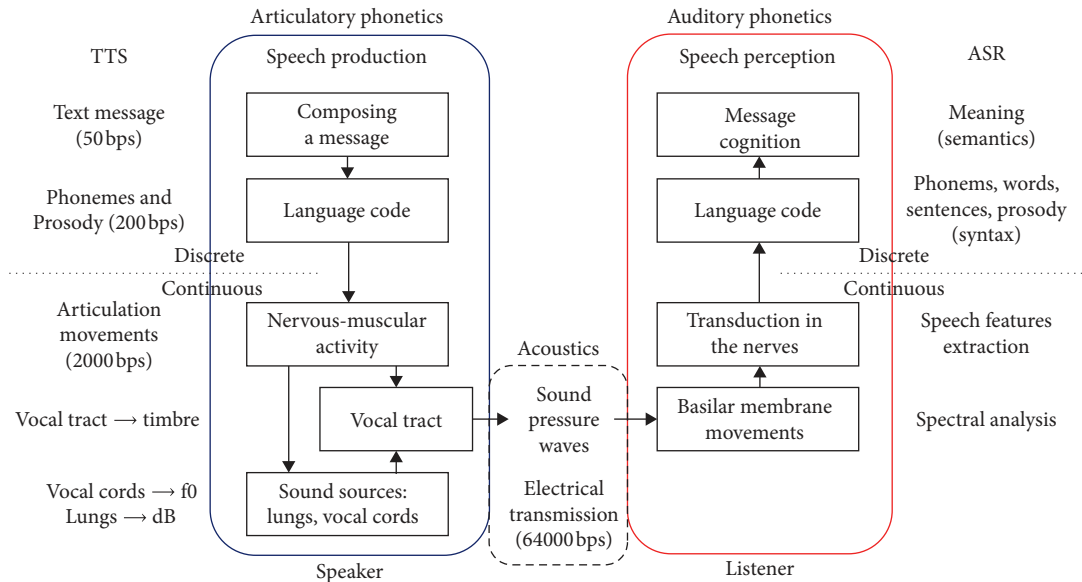 Articulatory phonetics
Auditory phonetics
TTS
Speech production
Speech perception
ASR
Text message
(50 bps)
Composing
a message
Message
cognition
Meaning
(semantics)
Phonemes and
Prosody (200 bps)
Language code
Language code
Phonems, words,
sentences, prosody
(syntax)
Discrete
Discrete
Continuous
Continuous
Articulation
movements
(2000 bps)
Nervous-muscular
activity
Transduction in
the nerves
Speech features
extraction
Acoustics
Vocal tract → timbre
Vocal tract
Sound
pressure
waves
Basilar membrane
movements
Spectral analysis
Vocal cords → f0
Lungs → dB
Sound sources:
lungs, vocal cords
Electrical
transmission
(64000 bps)
Speaker
Listener